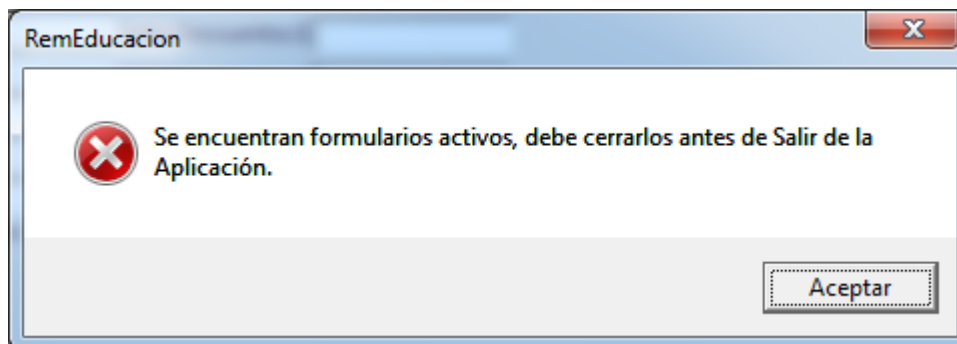 RemEducacion
Se encuentran formularios activos, debe cerrarlos antes de Salir de la
Aplicación.
Aceptar